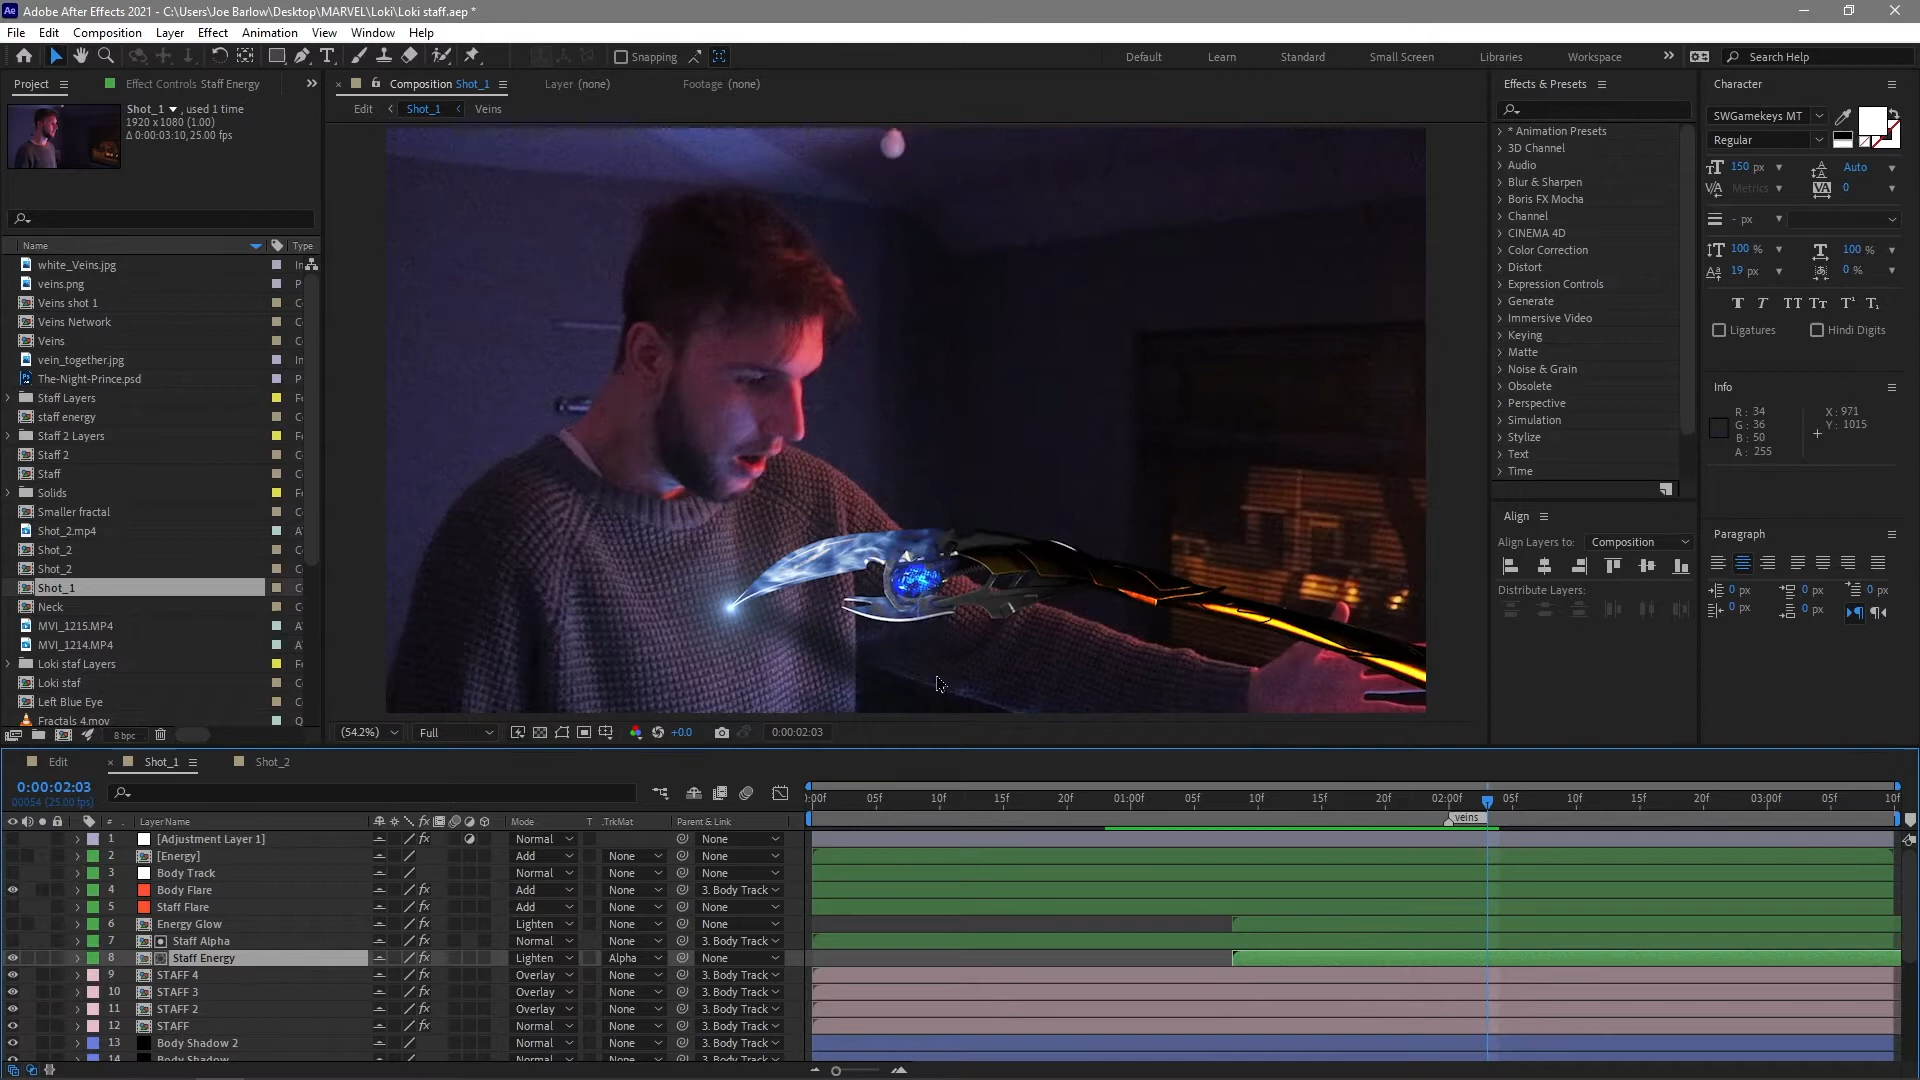 Adobe After Effects 2021 - C:\Users\Joe Barlow\Desktop\MARVEL\Loki\Loki staff.aep *
File Edit Composition Layer Effect Animation View Window Help
Snapping Default Learn Standard Small Screen Libraries Workspace Search Help
Project Effect Controls Staff Energy Composition Shot_1 Layer (none) Footage (none) Effects & Presets Character
Edit Shot_1 Veins
Shot_1 , used 1 time
1920 x 1080 (1.00)
Δ 0:00:03:10, 25.00 fps
Name Type
white_Veins.jpg
veins.png P
Veins shot 1 C
Veins Network C
Veins C
vein_together.jpg
The-Night-Prince.psd P
Staff Layers
staff energy C
Staff 2 Layers
Staff 2 C
Staff C
Solids
Smaller fractal C
Shot_2.mp4
Shot_2 C
Shot_2 C
Shot_1 C
Neck C
MVI_1215.MP4
MVI_1214.MP4
Loki staf Layers
Loki staf C
Left Blue Eye C
Fractals 4.mov Q
8 bpc
(54.2%) Full +0.0 0:00:02:03
* Animation Presets
3D Channel
Audio
Blur & Sharpen
Boris FX Mocha
Channel
CINEMA 4D
Color Correction
Distort
Expression Controls
Generate
Immersive Video
Keying
Matte
Noise & Grain
Obsolete
Perspective
Simulation
Stylize
Text
Time
Align
Align Layers to: Composition
Distribute Layers:
SWGamekeys MT
Regular
150 px Auto
Metrics 0
- px
100 % 100 %
19 px 0 %
T T TT Tr T¹ T₁
Ligatures Hindi Digits
Info
R: 34 X: 971
G: 36 Y: 1015
B: 50
A: 255
Paragraph
0 px 0 px 0 px
0 px 0 px
Edit Shot_1 Shot_2
0:00:02:03
00054 (25.00 fps)
:00f 05f 10f 15f 20f 01:00f 05f 10f 15f 20f 02:00f 05f 10f 15f 20f 03:00f 05f 10f
veins
# Layer Name Mode T .TrkMat Parent & Link
1 [Adjustment Layer 1] Normal None
2 [Energy] Add None None
3 Body Track Normal None None
4 Body Flare Add None 3. Body Track
5 Staff Flare Add None None
6 Energy Glow Lighten None None
7 Staff Alpha Normal None 3. Body Track
8 Staff Energy Lighten Alpha None
9 STAFF 4 Overlay None 3. Body Track
10 STAFF 3 Overlay None 3. Body Track
11 STAFF 2 Overlay None 3. Body Track
12 STAFF Normal None 3. Body Track
13 Body Shadow 2 Normal None 3. Body Track
14 Body Shadow Normal None 3. Body Track